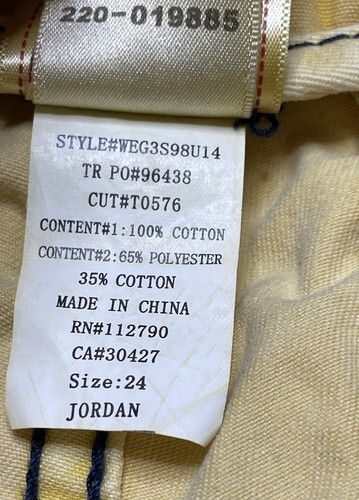 220-019885
STYLE#WEG3S98U14
TR PO#96438
CUT#T0576
CONTENT#1:100% COTTON
CONTENT#2:65% POLYESTER
35% COTTON
MADE IN CHINA
RN#112790
CA#30427
Size:24
JORDAN